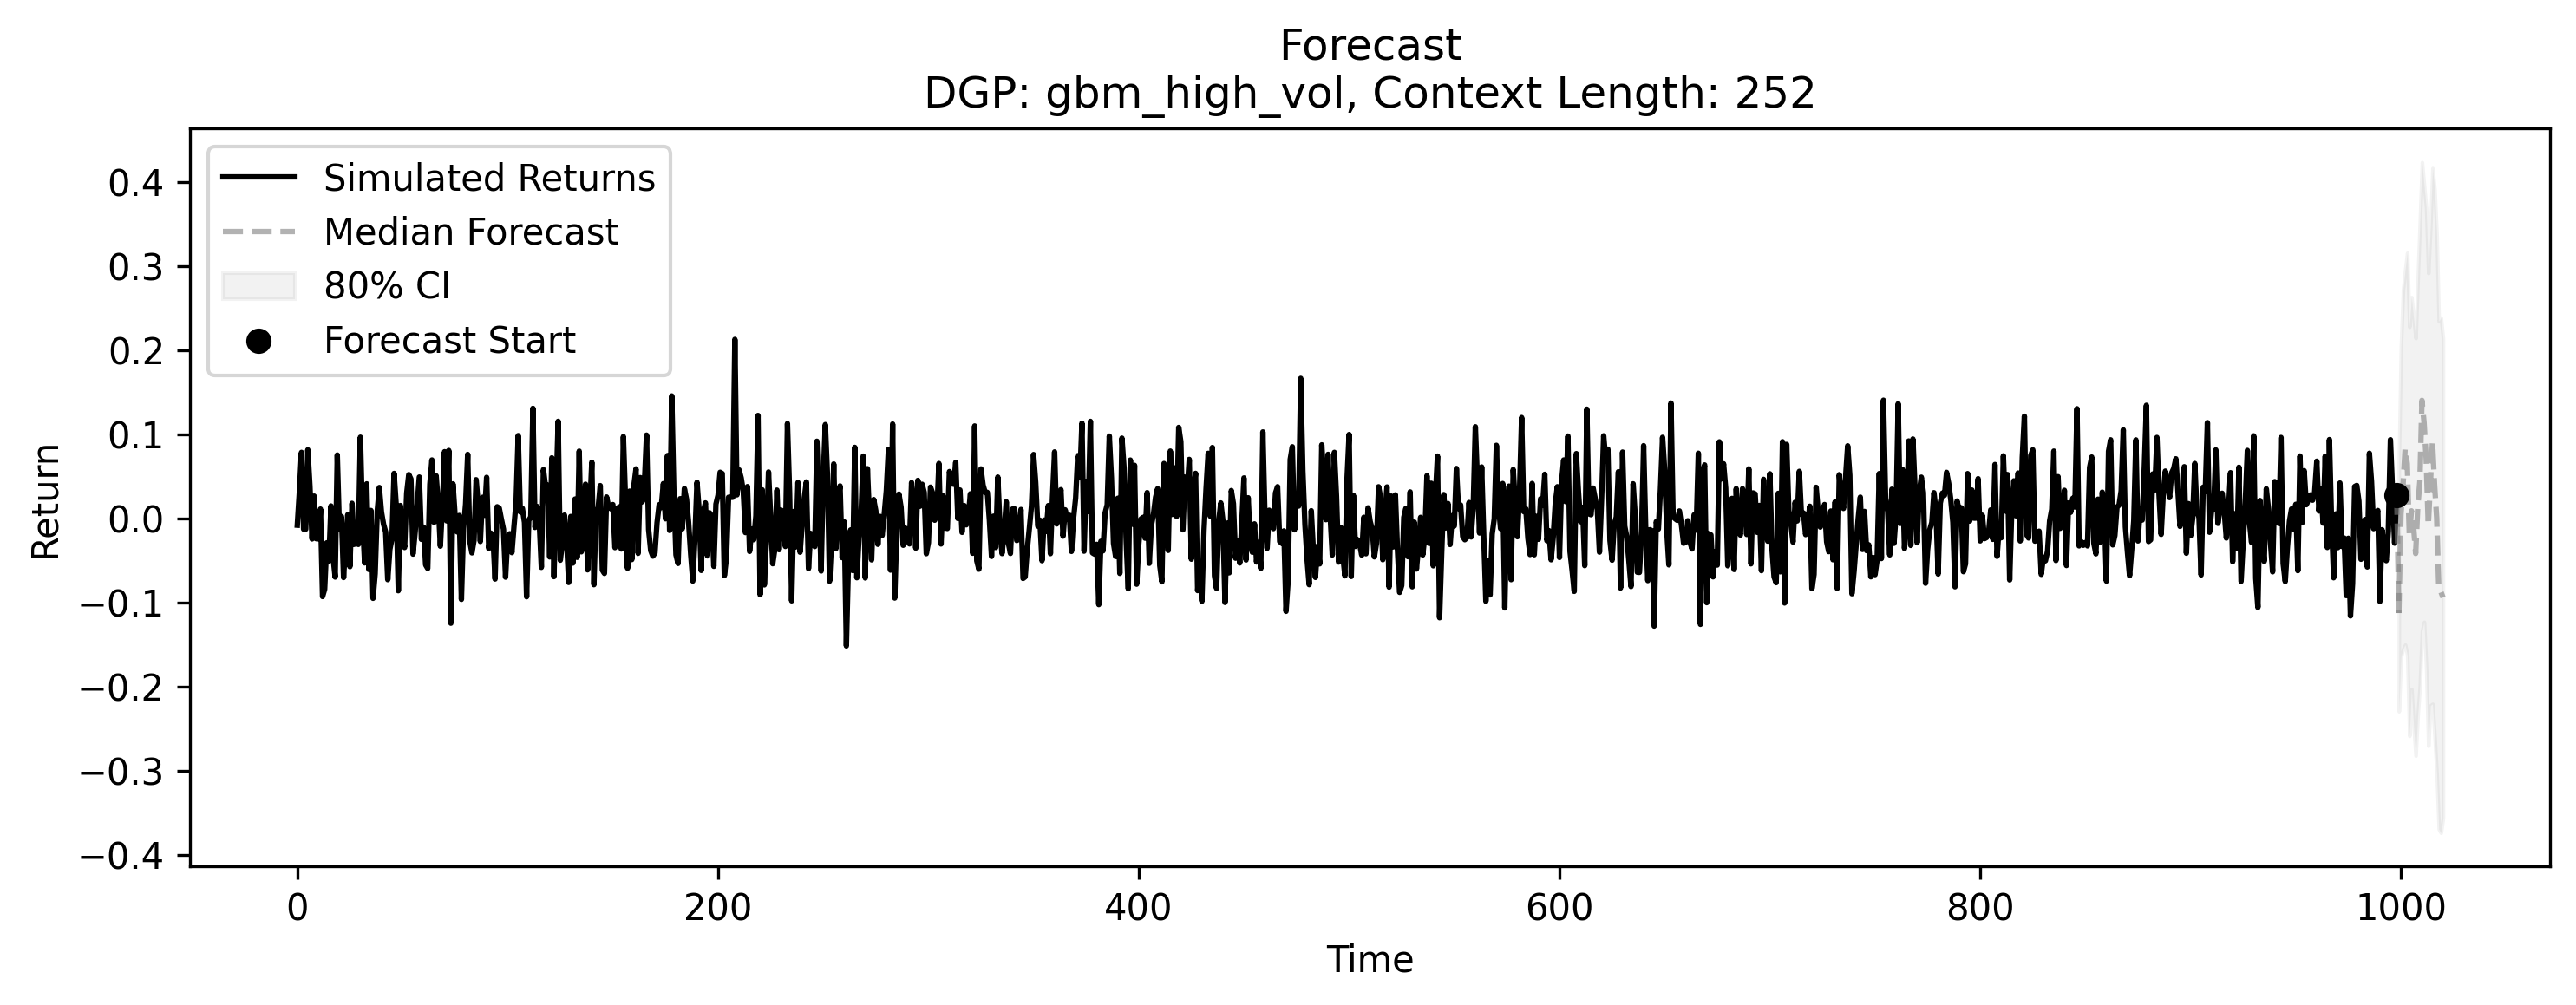 Forecast
DGP: gbm_high_vol, Context Length: 252
Simulated Returns
Median Forecast
80% CI
Forecast Start
Return
0.4
0.3
0.2
0.1
0.0
−0.1
−0.2
−0.3
−0.4
0
200
400
600
800
1000
Time